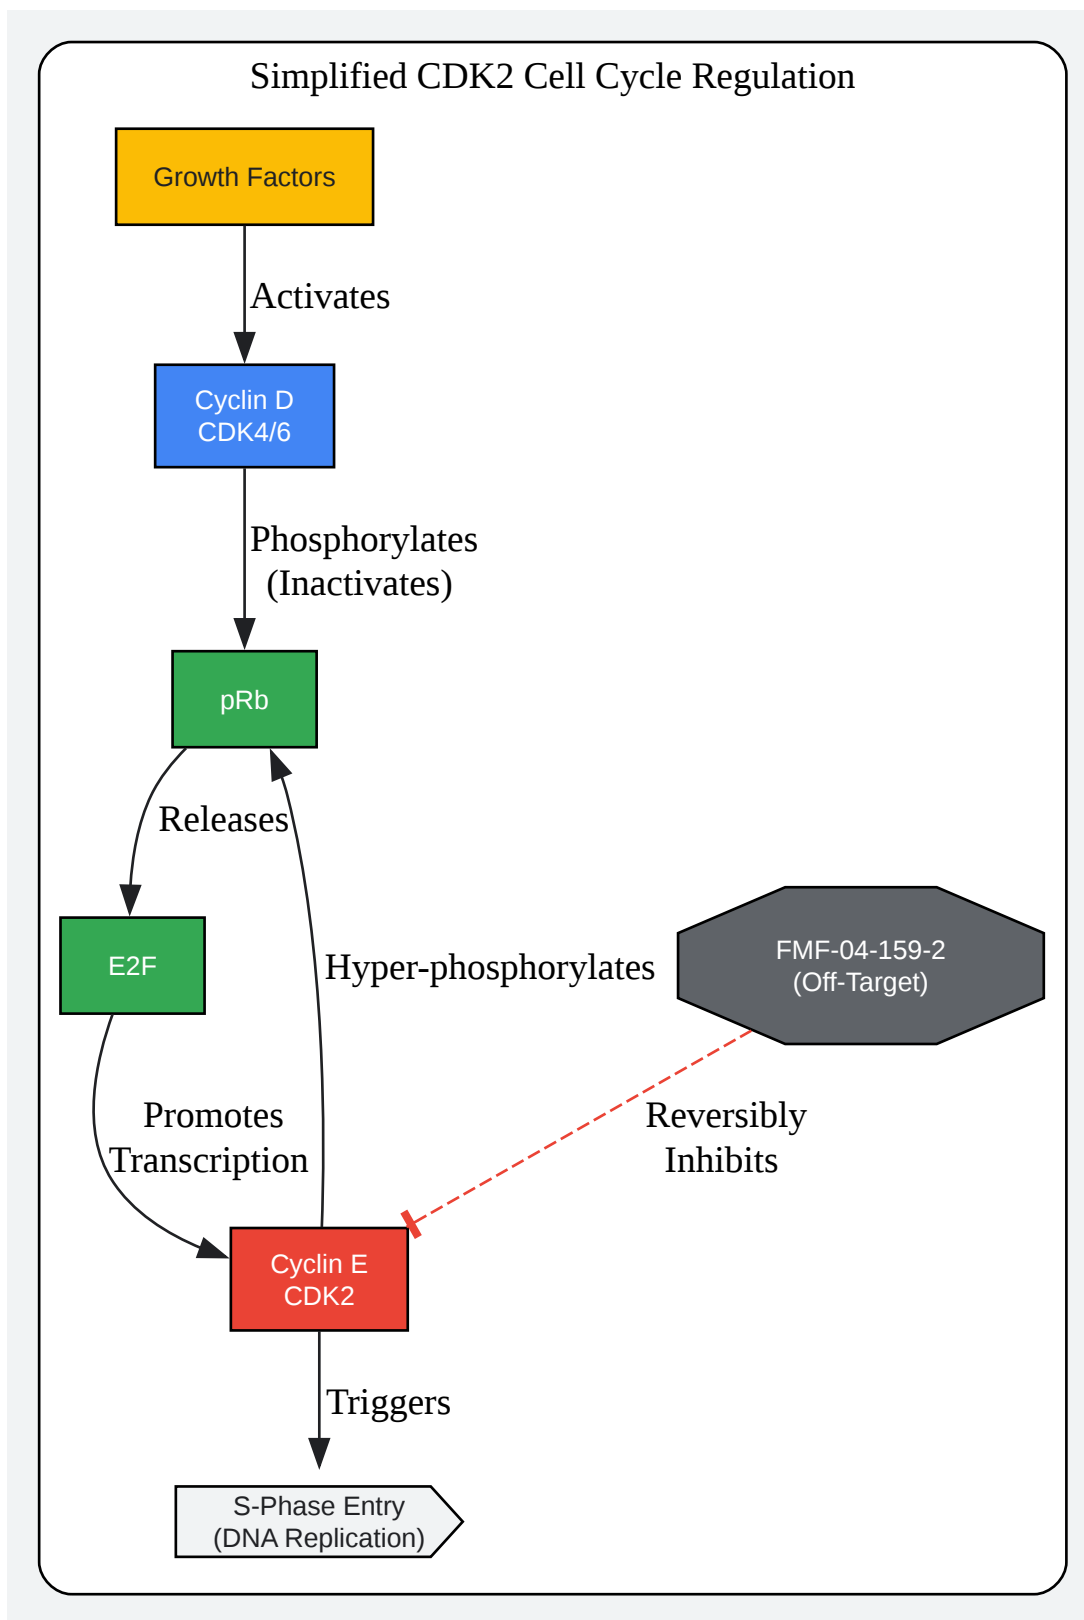 Simplified CDK2 Cell Cycle Regulation
Growth Factors
Activates
Cyclin D
CDK4/6
Phosphorylates
(Inactivates)
pRb
Releases
E2F
Hyper-phosphorylates
FMF-04-159-2
(Off-Target)
Promotes
Transcription
Reversibly
Inhibits
Cyclin E
CDK2
Triggers
S-Phase Entry
(DNA Replication)